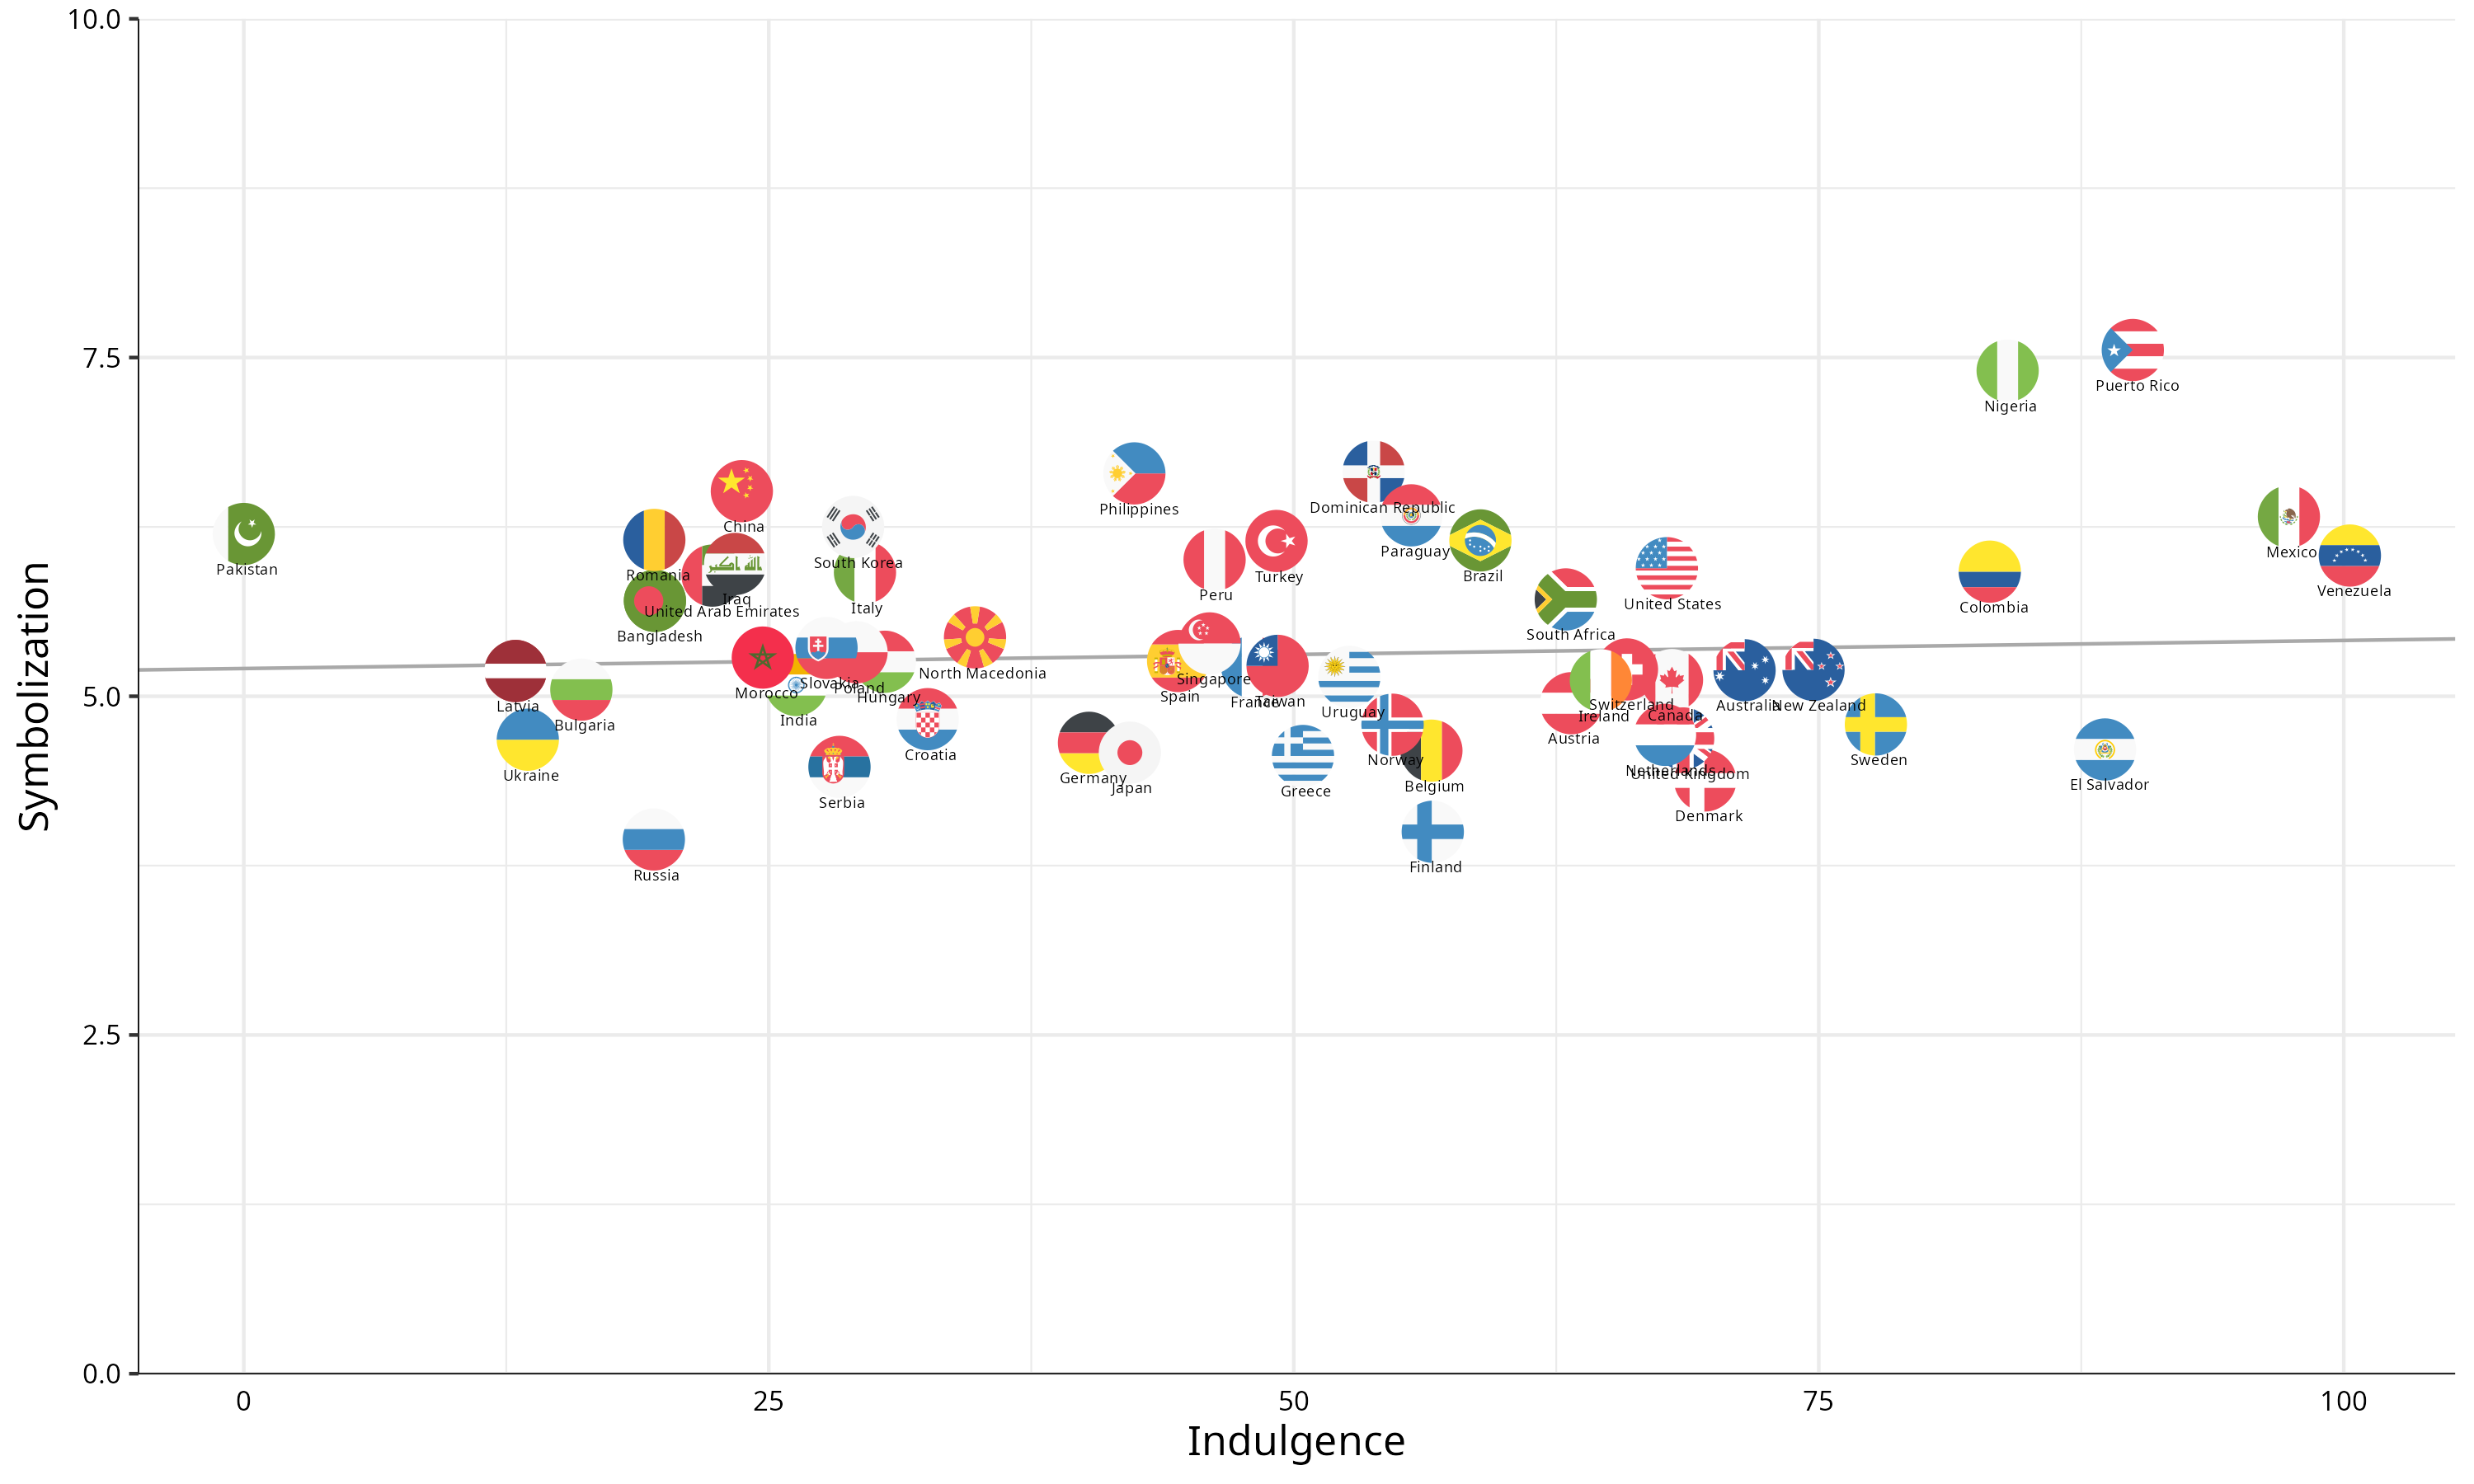 10.0
7.5
5.0
2.5
0.0
Symbolization
Puerto Rico
Nigeria
Philippines
Dominican Republic
China
Mexico
Paraguay
South Korea
Pakistan
Romania
Turkey
Brazil
Venezuela
Peru
Iraq
United States
Colombia
Italy
United Arab Emirates
Bangladesh
South Africa
North Macedonia
Singapore
Slovakia
Poland
Morocco
Hungary
Spain
France
Taiwan
Latvia
Bulgaria
India
Uruguay
Switzerland
Ireland
Canada
Australia
New Zealand
Austria
Croatia
Norway
Sweden
Ukraine
Germany
Japan
Greece
Belgium
Netherlands
United Kingdom
El Salvador
Serbia
Denmark
Finland
Russia
0
25
50
75
100
Indulgence